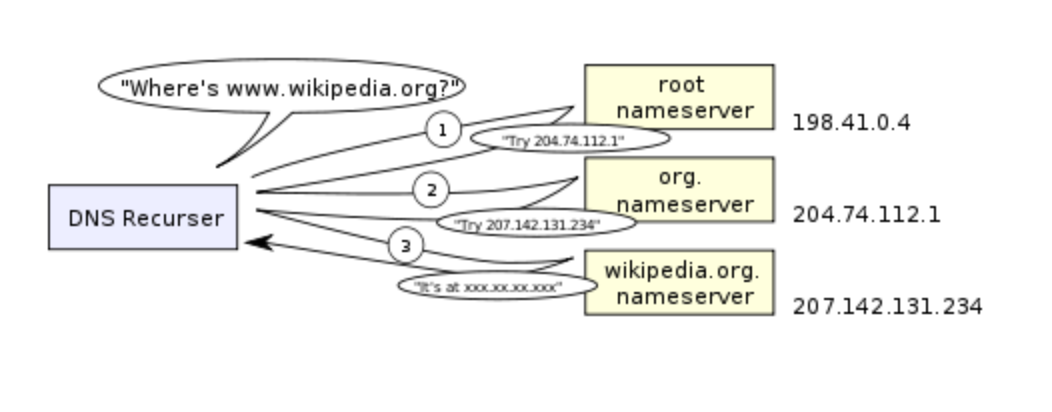 "Where's www.wikipedia.org?"
root
nameserver
198.41.0.4
1
"Try 204.74.112.1"
DNS Recurser
2
org.
nameserver
204.74.112.1
"Try 207.142.131.234"
3
wikipedia.org.
nameserver
207.142.131.234
"It's at xxx.xx.xx.xxx"